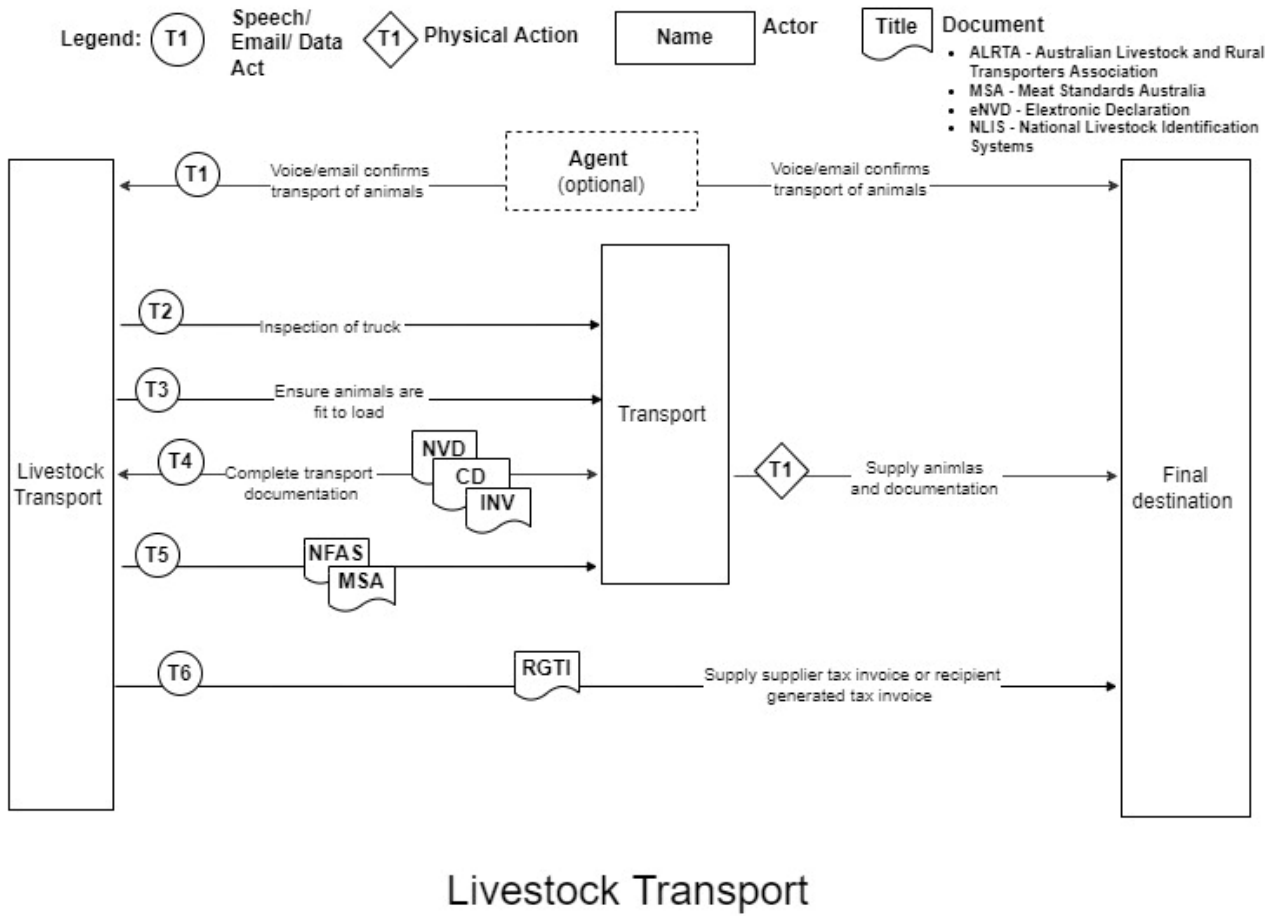 Legend:
T1
Speech/
Email/ Data
Act
T1
Physical Action
Name
Actor
Title
Document
• ALRTA - Australian Livestock and Rural
Transporters Association
• MSA - Meat Standards Australia
• eNVD - Elextronic Declaration
• NLIS - National Livestock Identification
Systems
T1
Voice/email confirms
transport of animals
Agent
(optional)
Voice/email confirms
transport of animals
T2
Inspection of truck
T3
Ensure animals are
fit to load
Transport
T4
Complete transport
documentation
NVD
CD
INV
T1
Supply animlas
and documentation
Livestock
Transport
Final
destination
T5
NFAS
MSA
T6
RGTI
Supply supplier tax invoice or recipient
generated tax invoice
Livestock Transport